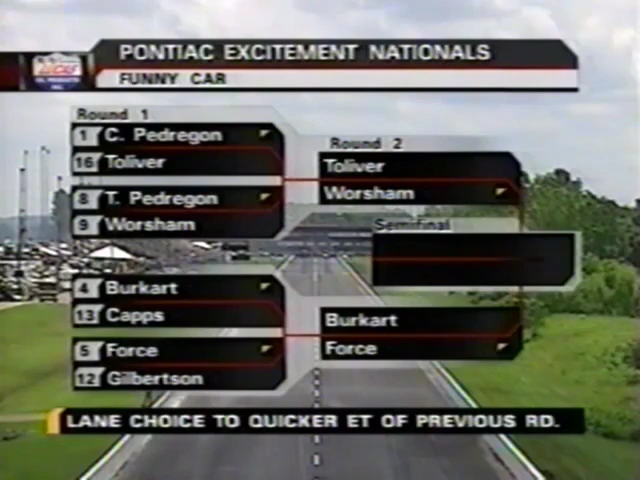 PONTIAC EXCITEMENT NATIONALS
LUCAS
FUNNY CAR
Round 1
1 C. Pedregon
16 Toliver
8 T. Pedregon
9 Worsham
4 Burkart
13 Capps
5 Force
12 Gilbertson
Round 2
Toliver
Worsham
Semifinal
Burkart
Force
LANE CHOICE TO QUICKER ET OF PREVIOUS RD.